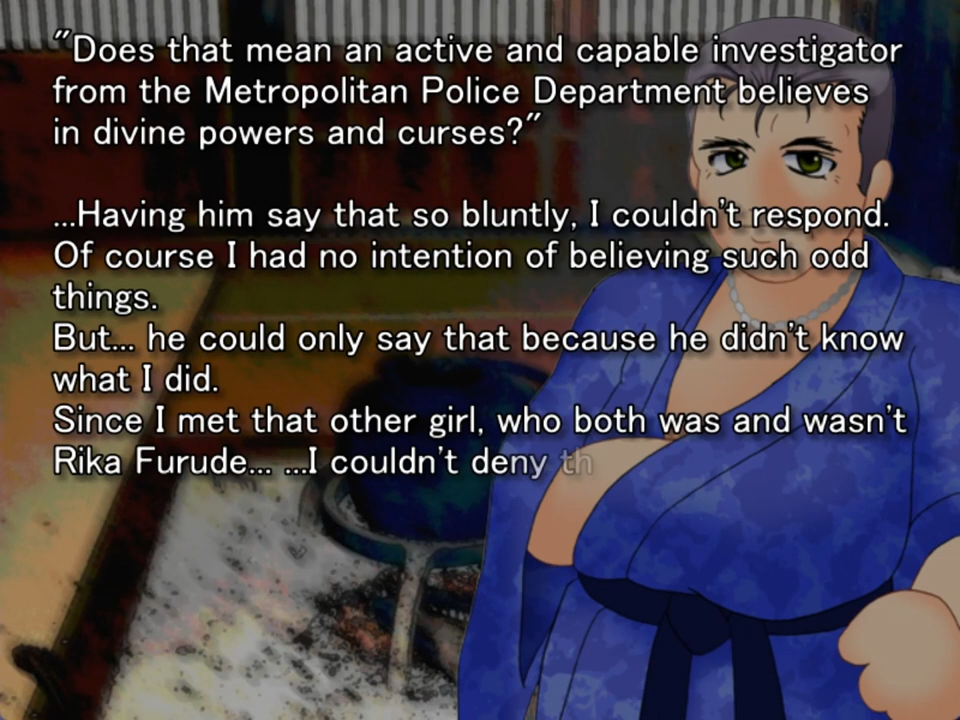 "Does that mean an active and capable investigator
from the Metropolitan Police Department believes
in divine powers and curses?"
...Having him say that so bluntly, I couldn't respond.
Of course I had no intention of believing such odd
things.
But... he could only say that because he didn't know
what I did.
Since I met that other girl, who both was and wasn't
Rika Furude... ...I couldn't deny th